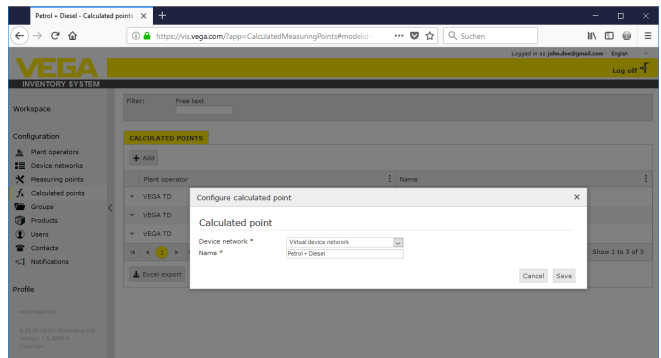 Petrol + Diesel - Calculated points
https://vis.vega.com/?app=CalculatedMeasuringPoints#modelid
Suchen
Logged in as john.doe@gmail.com - English
VEGA
Log off
INVENTORY SYSTEM
Workspace
Filter: Free text
Configuration
CALCULATED POINTS
Plant operators
Add
Device networks
Measuring points
Plant operator
Name
Calculated points
VEGA TD
Groups
Products
VEGA TD
Users
VEGA TD
Contacts
1
Show 1 to 3 of 3
Notifications
Excel export
Profile
www.vega.com
Copyright
Configure calculated point
Calculated point
Device network * Virtual device network
Name * Petrol + Diesel
Cancel Save